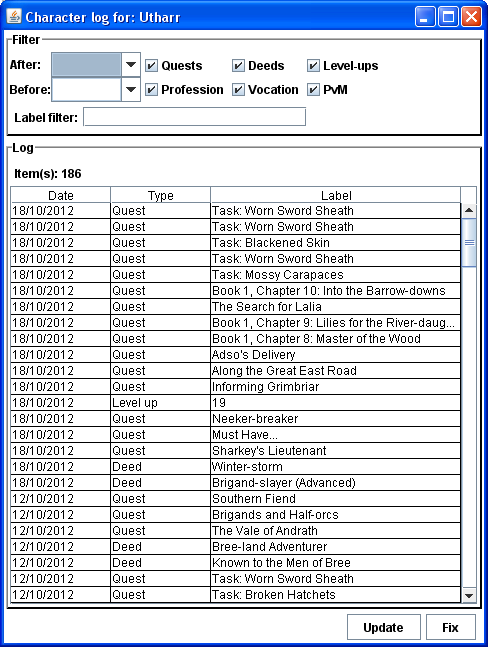 Character log for: Utharr
Filter
After: Quests Deeds Level-ups
Before: Profession Vocation PvM
Label filter:
Log
Item(s): 186
Date Type Label
18/10/2012 Quest Task: Worn Sword Sheath
18/10/2012 Quest Task: Worn Sword Sheath
18/10/2012 Quest Task: Blackened Skin
18/10/2012 Quest Task: Worn Sword Sheath
18/10/2012 Quest Task: Mossy Carapaces
18/10/2012 Quest Book 1, Chapter 10: Into the Barrow-downs
18/10/2012 Quest The Search for Lalia
18/10/2012 Quest Book 1, Chapter 9: Lilies for the River-daug...
18/10/2012 Quest Book 1, Chapter 8: Master of the Wood
18/10/2012 Quest Adso's Delivery
18/10/2012 Quest Along the Great East Road
18/10/2012 Quest Informing Grimbriar
18/10/2012 Level up 19
18/10/2012 Quest Neeker-breaker
18/10/2012 Quest Must Have...
18/10/2012 Quest Sharkey's Lieutenant
18/10/2012 Deed Winter-storm
18/10/2012 Deed Brigand-slayer (Advanced)
12/10/2012 Quest Southern Fiend
12/10/2012 Quest Brigands and Half-orcs
12/10/2012 Quest The Vale of Andrath
12/10/2012 Deed Bree-land Adventurer
12/10/2012 Deed Known to the Men of Bree
12/10/2012 Quest Task: Worn Sword Sheath
12/10/2012 Quest Task: Broken Hatchets
Update Fix